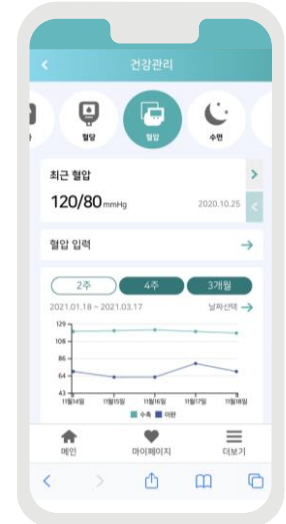 건강관리
혈당
혈압
수면
최근 혈압
120/80 mmHg
2020.10.25
혈압 입력
2주
4주
3개월
2021.01.18 ~ 2021.03.17
날짜선택
129
108
86
64
43
11월14일 11월15일 11월16일 11월17일 11월18일
수축 이완
메인
마이페이지
더보기